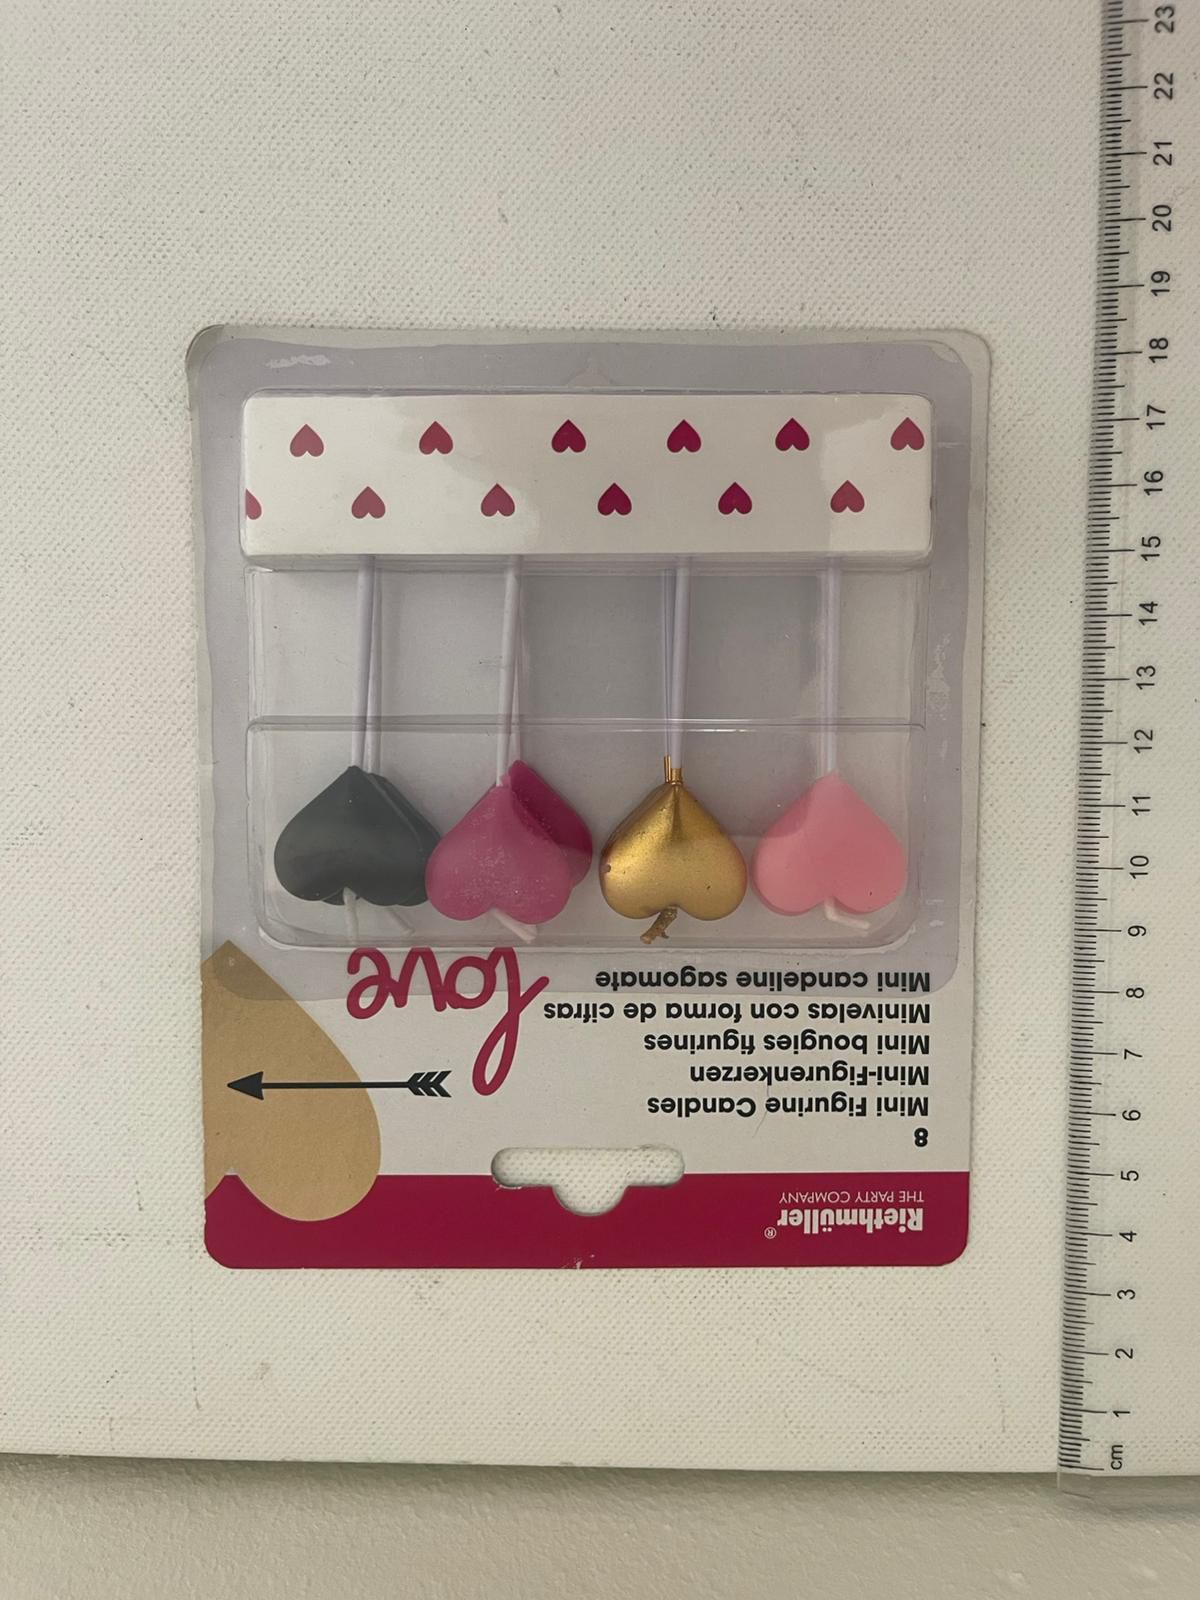 Riethmüller®
THE PARTY COMPANY
8
Mini Figurine Candles
Mini-Figurenkerzen
Mini bougies figurines
Minivelas con forma de cifras
Mini candeline sagomate
love
23
22
21
20
19
18
17
16
15
14
13
12
11
10
9
8
7
6
5
4
3
2
1
cm